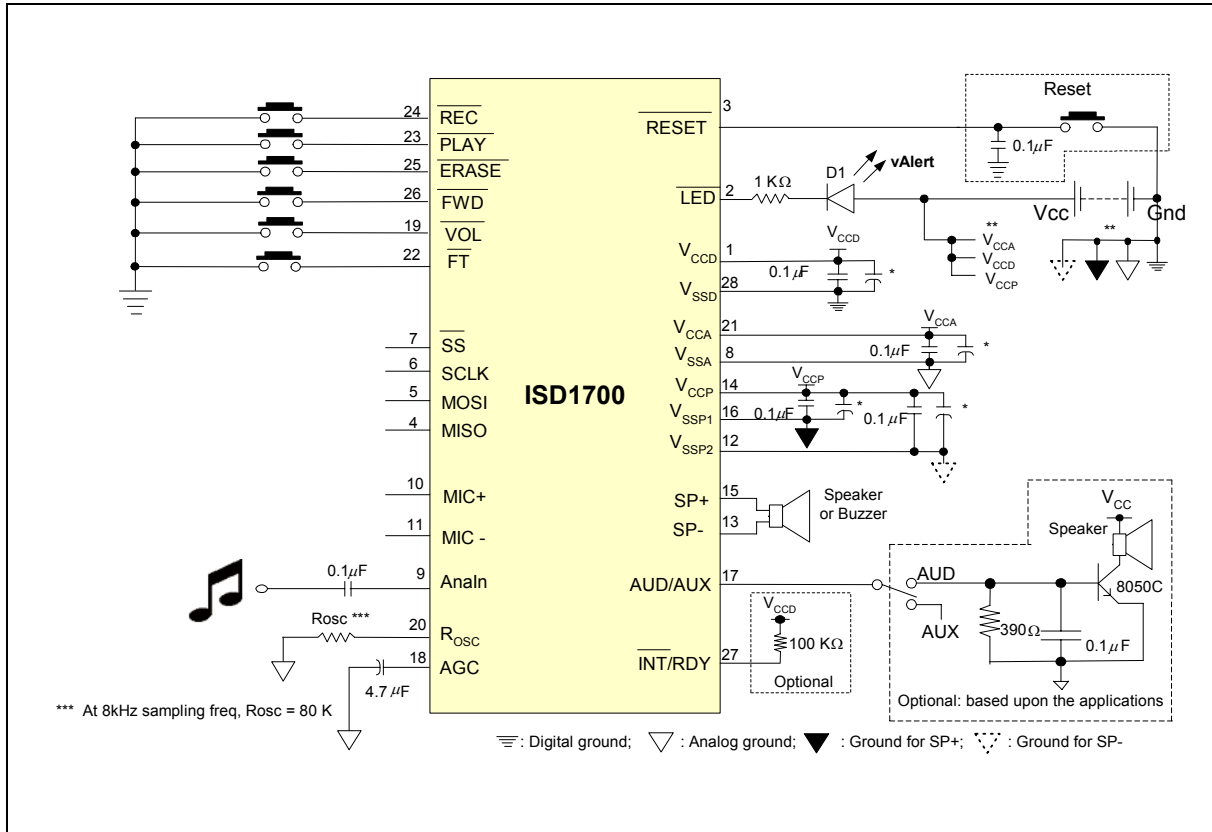 24
REC
23
PLAY
25
ERASE
26
FWD
19
VOL
22
FT
7
SS
6
SCLK
5
MOSI
4
MISO
10
MIC+
11
MIC -
0.1µF
9
AnaIn
Rosc ***
20
ROSC
18
AGC
4.7 µF
*** At 8kHz sampling freq, Rosc = 80 K
ISD1700
3
RESET
Reset
0.1µF
LED
2
1 KΩ
D1
vAlert
Vcc
Gnd
**
VCCA
VCCD
VCCP
**
VCCD
1
VCCD
0.1µF
*
VSSD
28
VCCA
21
VCCA
0.1µF
*
VSSA
8
VCCP
14
VCCP
0.1µF
*
0.1µF
*
VSSP1
16
VSSP2
12
SP+
15
SP-
13
Speaker
or Buzzer
AUD/AUX
17
AUD
AUX
VCC
Speaker
8050C
390Ω
0.1µF
Optional: based upon the applications
INT/RDY
27
VCCD
100 KΩ
Optional
: Digital ground; : Analog ground; : Ground for SP+; : Ground for SP-